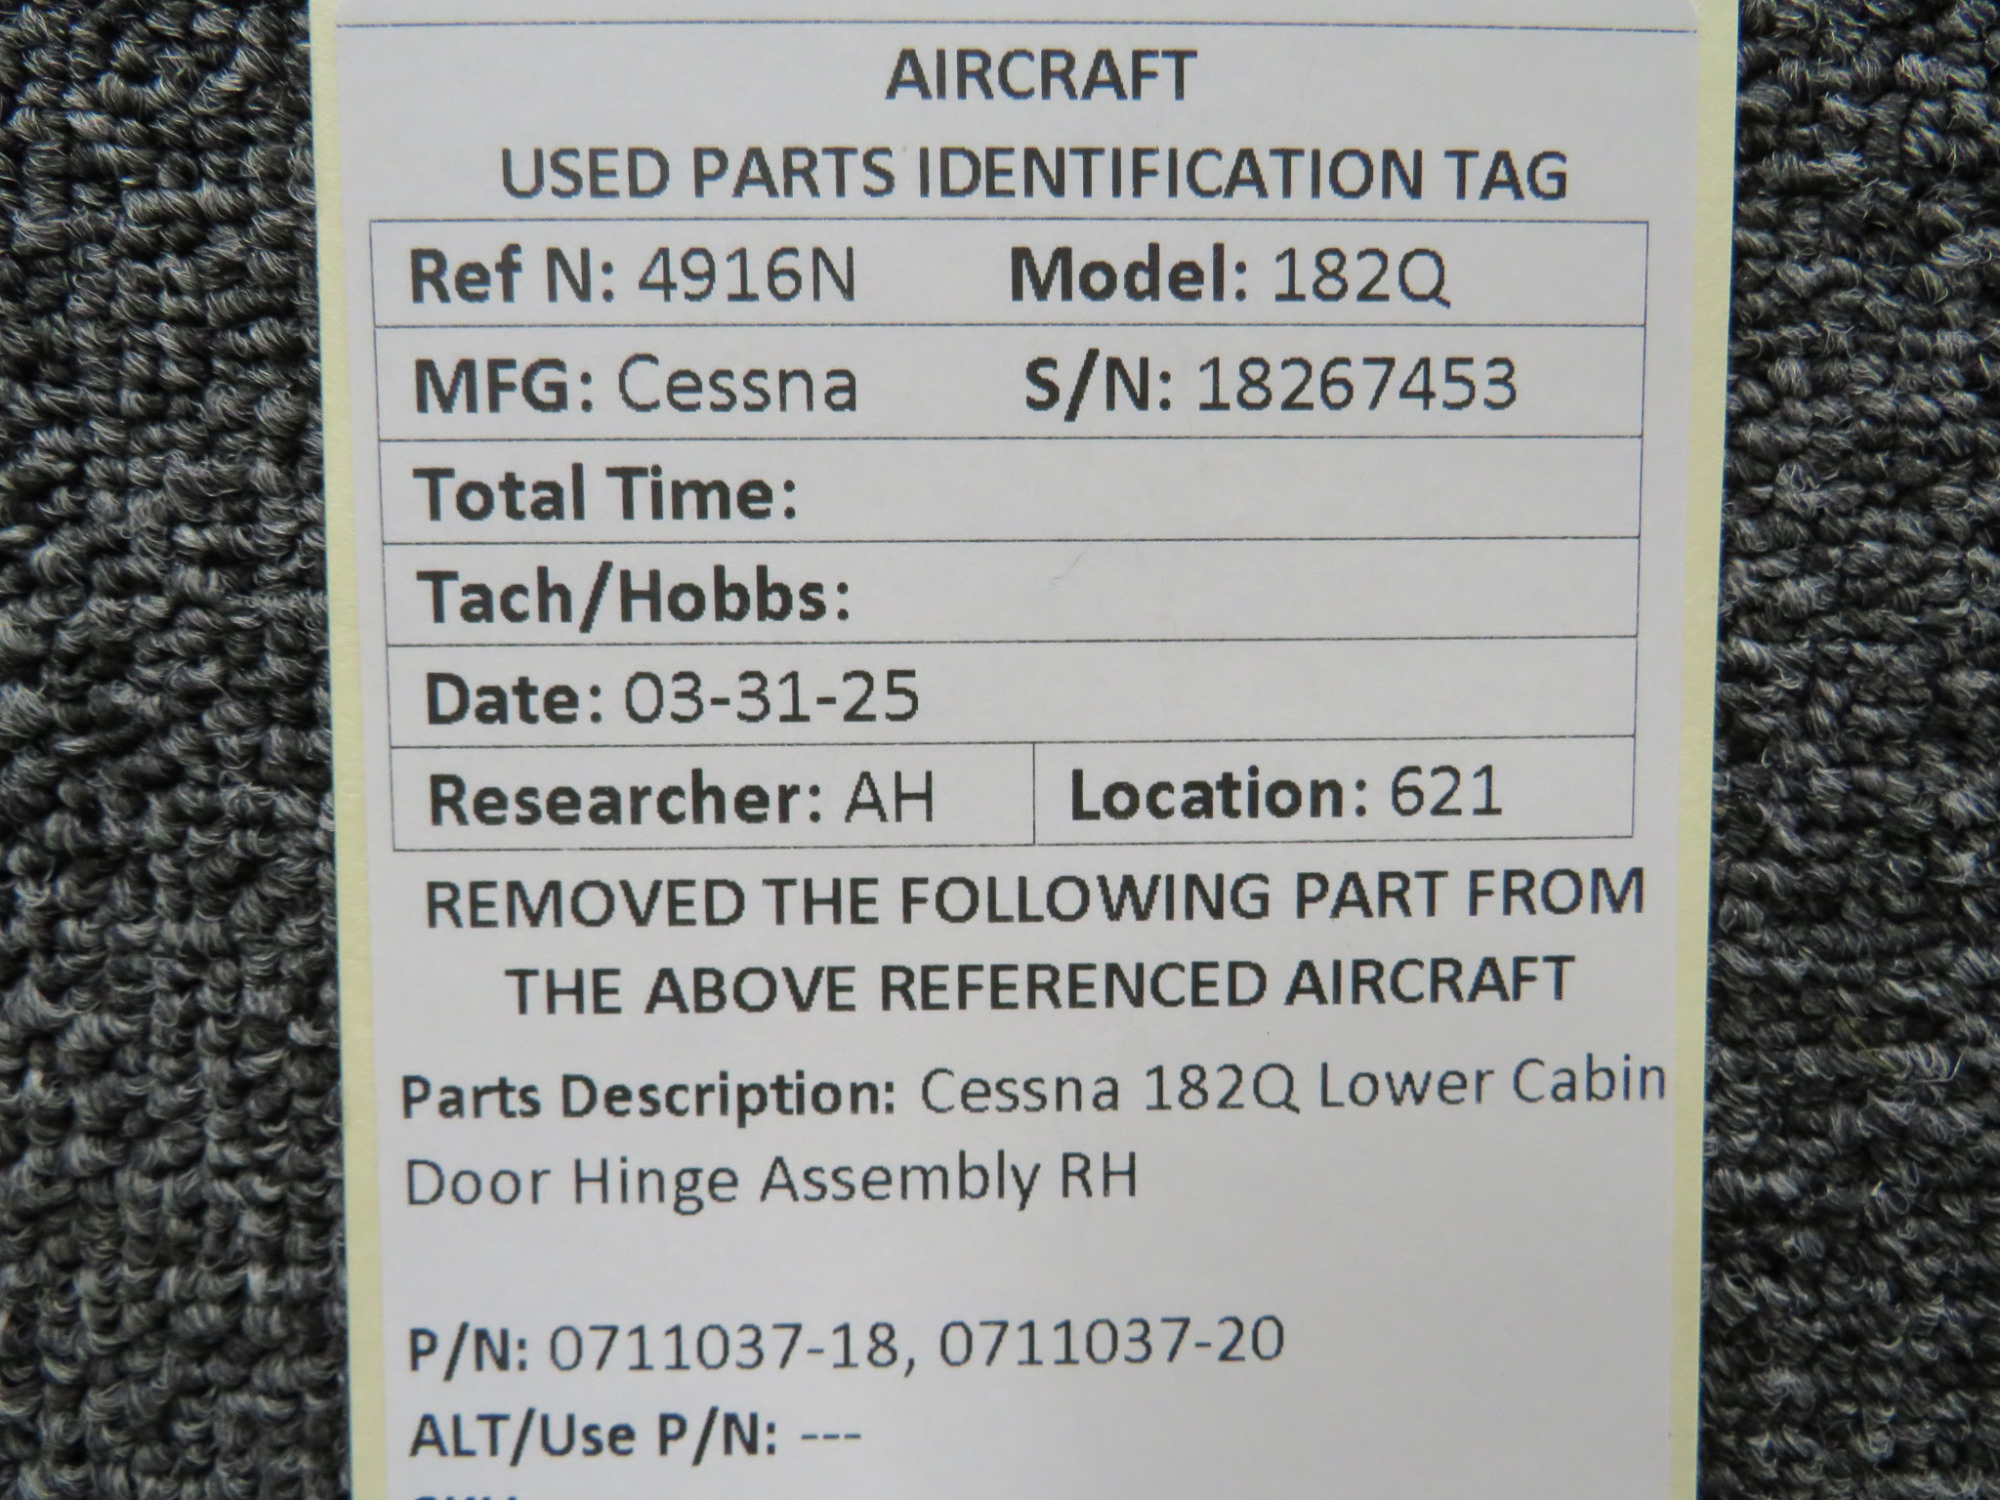 AIRCRAFT
USED PARTS IDENTIFICATION TAG
Ref N: 4916N Model: 182Q
MFG: Cessna S/N: 18267453
Total Time:
Tach/Hobbs:
Date: 03-31-25
Researcher: AH Location: 621
REMOVED THE FOLLOWING PART FROM
THE ABOVE REFERENCED AIRCRAFT
Parts Description: Cessna 182Q Lower Cabin
Door Hinge Assembly RH
P/N: 0711037-18, 0711037-20
ALT/Use P/N: ---